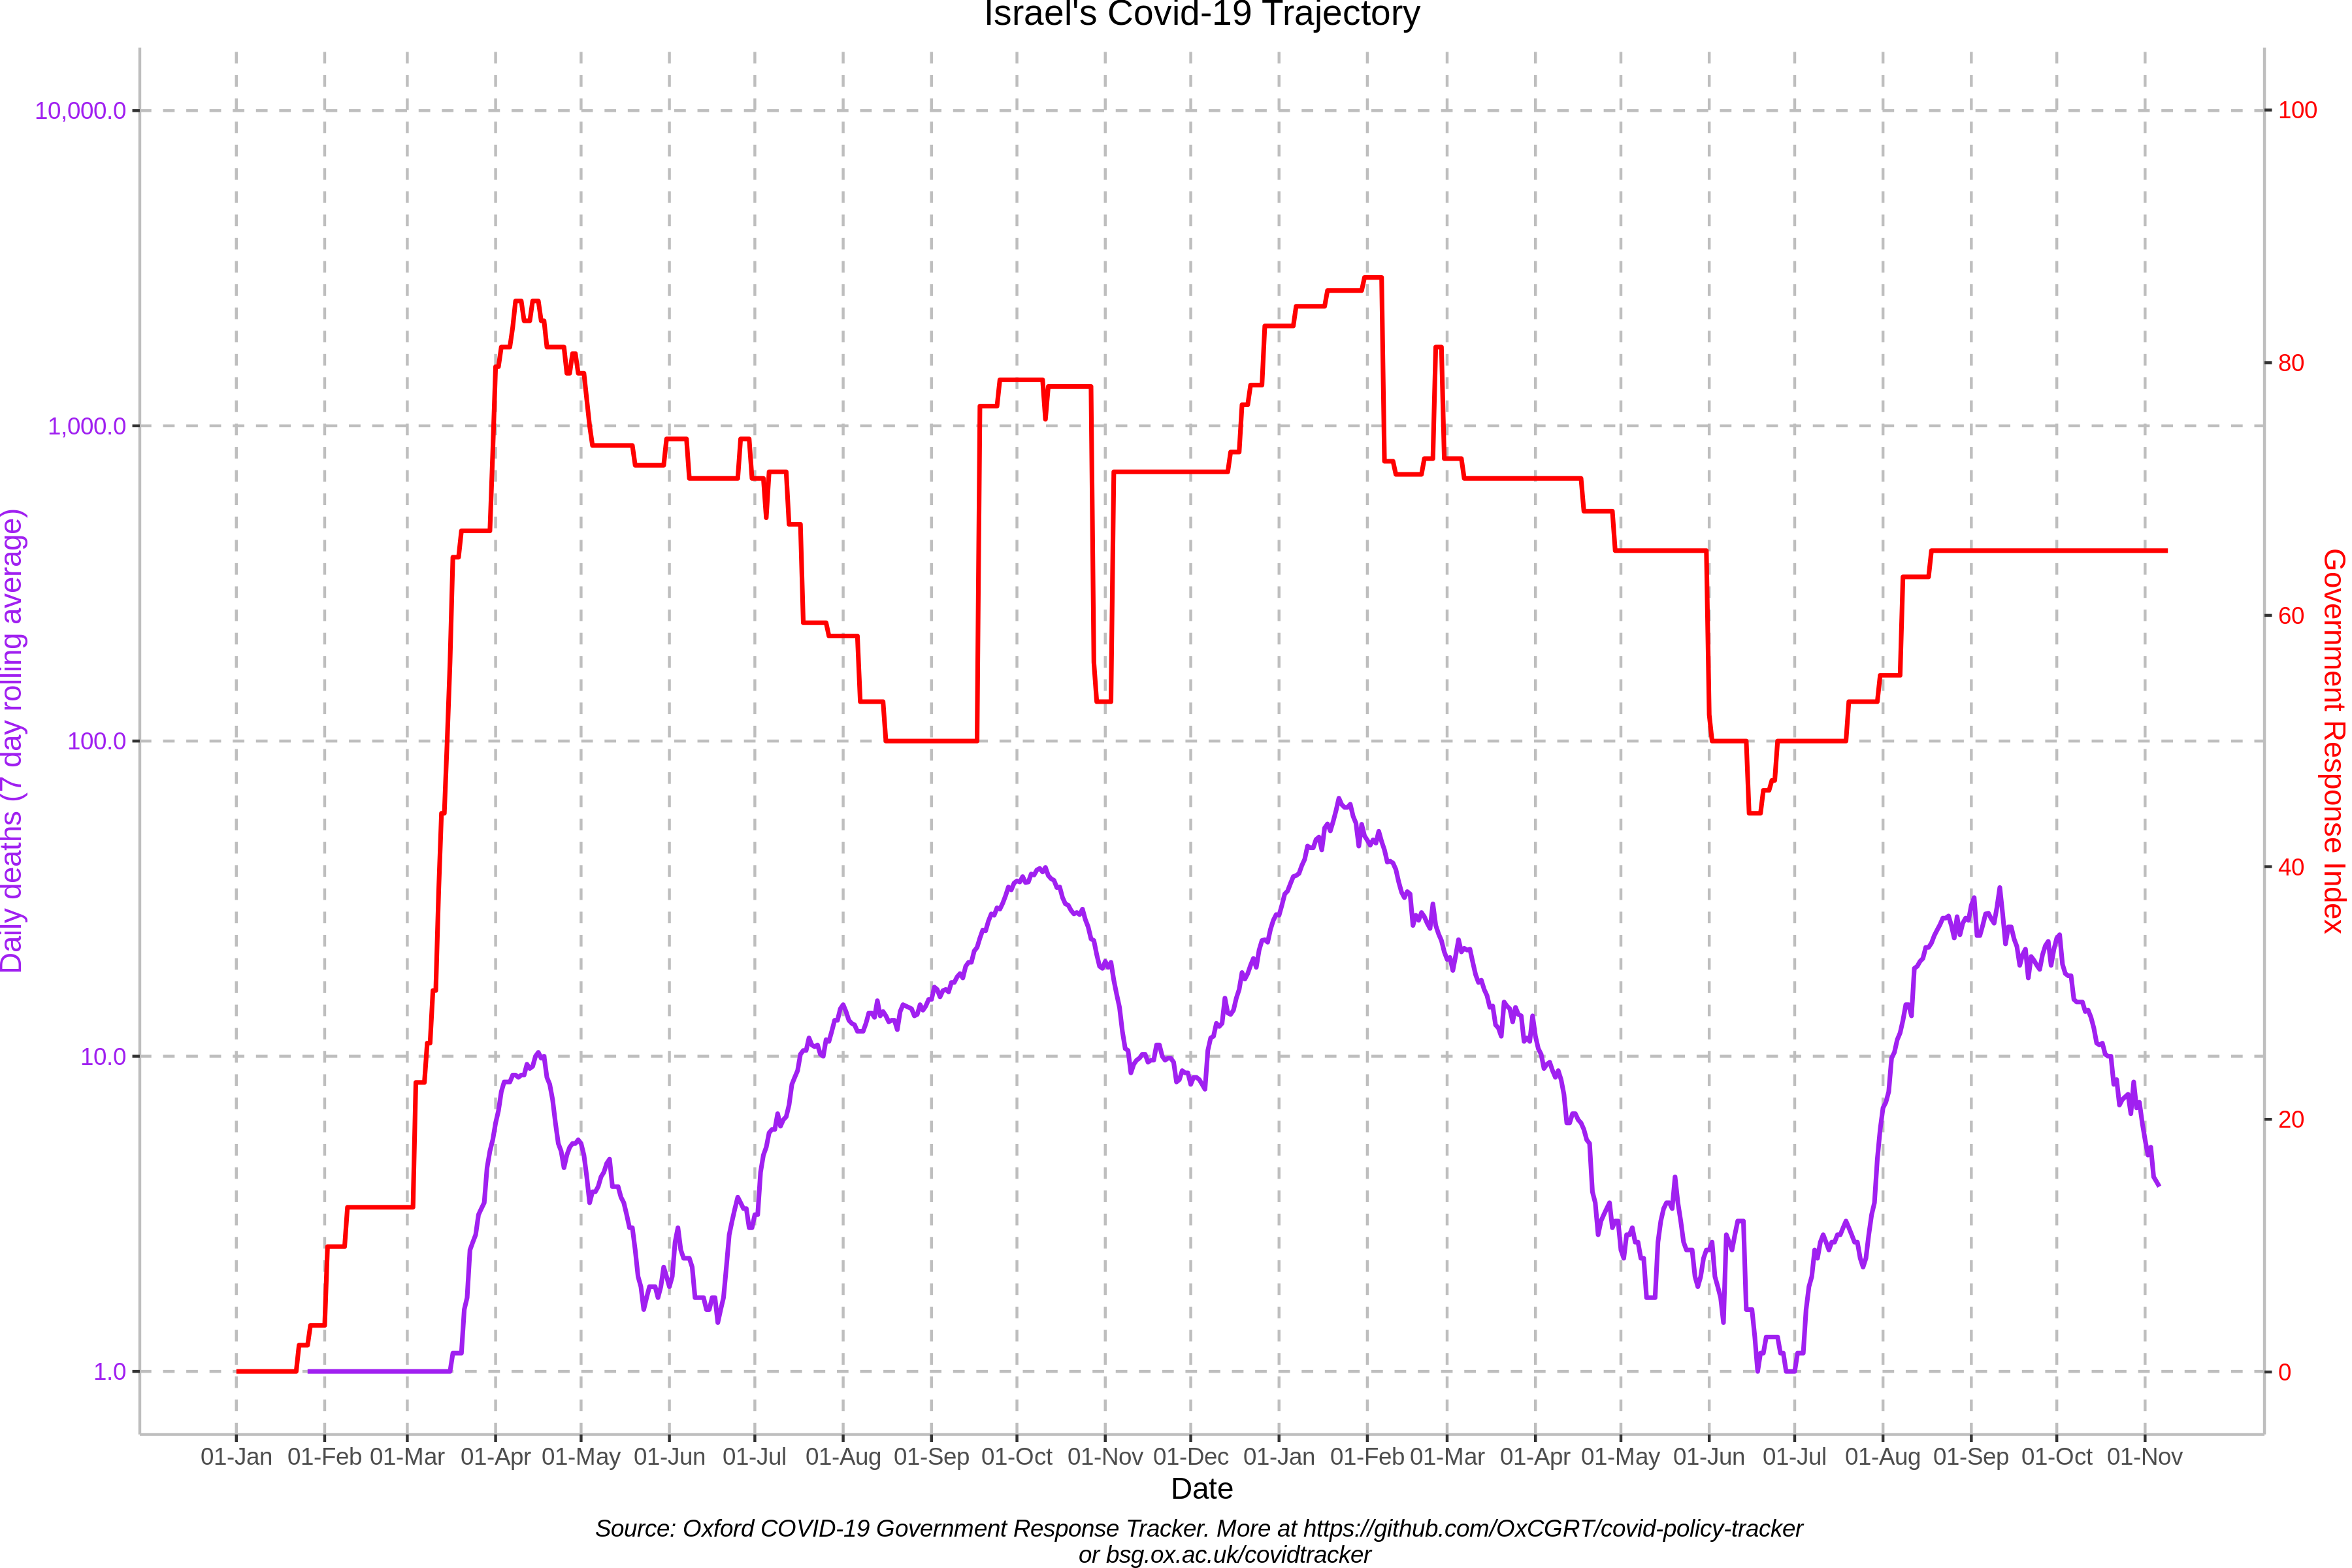 Israel's Covid-19 Trajectory
10,000.0
1,000.0
100.0
10.0
1.0
Daily deaths (7 day rolling average)
100
80
60
40
20
0
Government Response Index
01-Jan 01-Feb 01-Mar 01-Apr 01-May 01-Jun 01-Jul 01-Aug 01-Sep 01-Oct 01-Nov 01-Dec 01-Jan 01-Feb 01-Mar 01-Apr 01-May 01-Jun 01-Jul 01-Aug 01-Sep 01-Oct 01-Nov
Date
Source: Oxford COVID-19 Government Response Tracker. More at https://github.com/OxCGRT/covid-policy-tracker
or bsg.ox.ac.uk/covidtracker